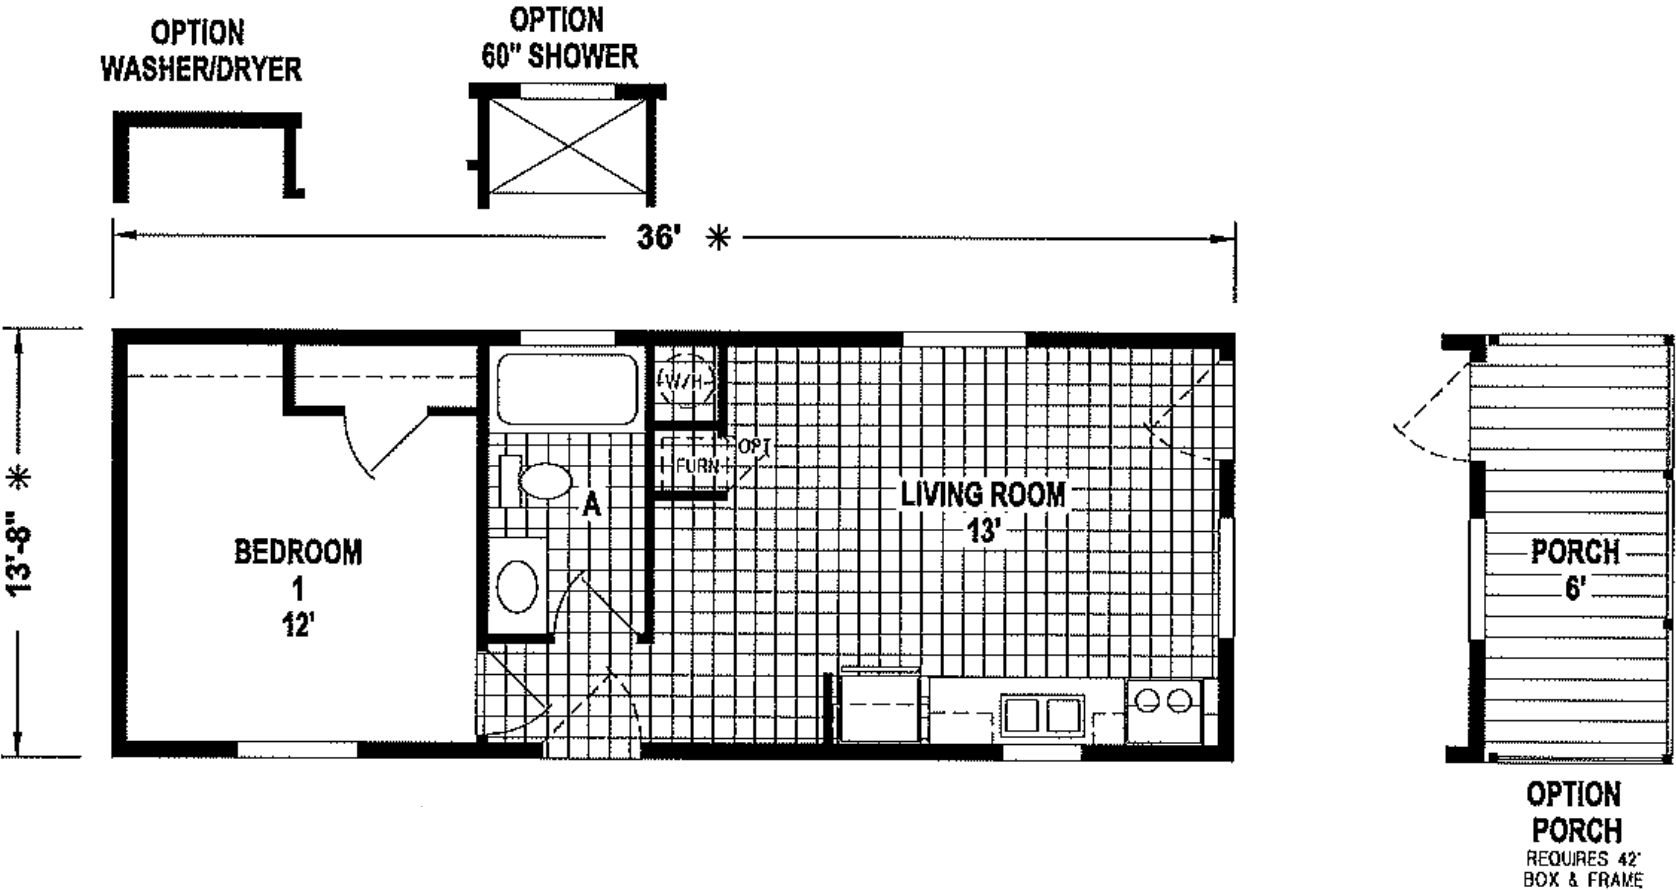 OPTION
WASHER/DRYER
OPTION
60" SHOWER
36' *
13'-8" *
W/H
OPT
FURN
A
LIVING ROOM
13'
BEDROOM
1
12'
PORCH
6'
OPTION
PORCH
REQUIRES 42'
BOX & FRAME